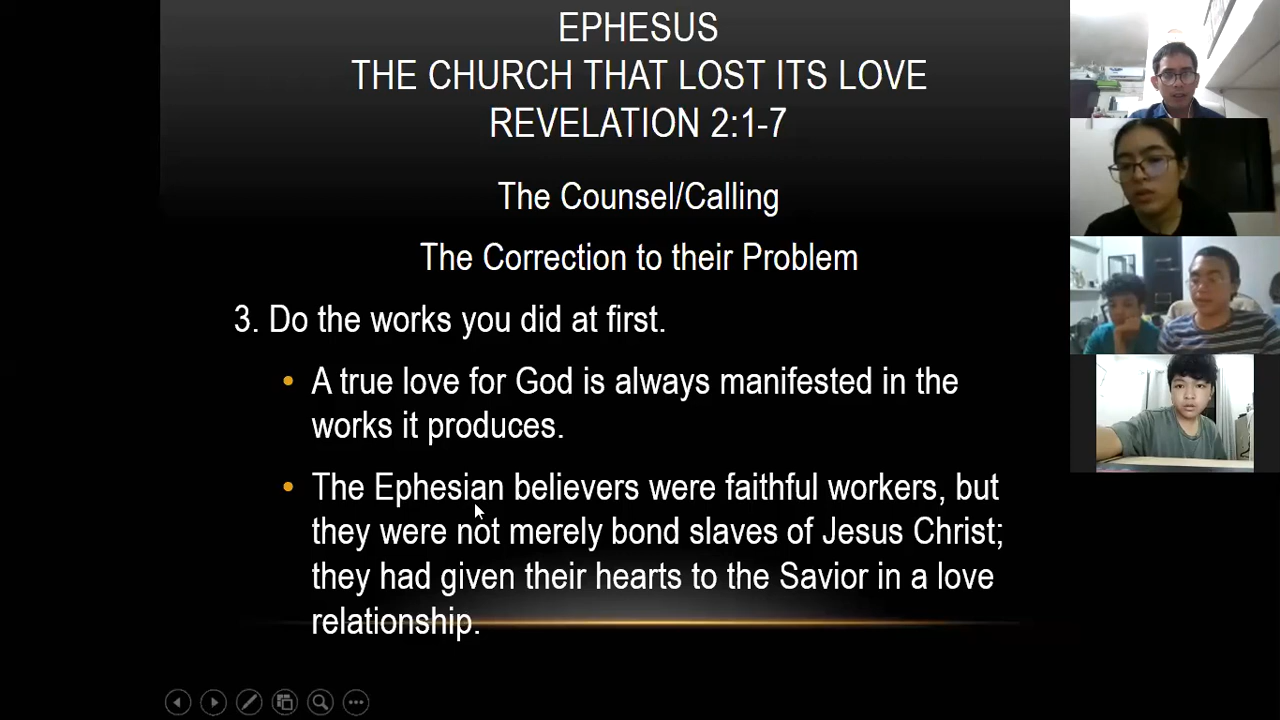 EPHESUS
THE CHURCH THAT LOST ITS LOVE
REVELATION 2:1-7
The Counsel/Calling
The Correction to their Problem
3. Do the works you did at first.
• A true love for God is always manifested in the
works it produces.
• The Ephesian believers were faithful workers, but
they were not merely bond slaves of Jesus Christ;
they had given their hearts to the Savior in a love
relationship.